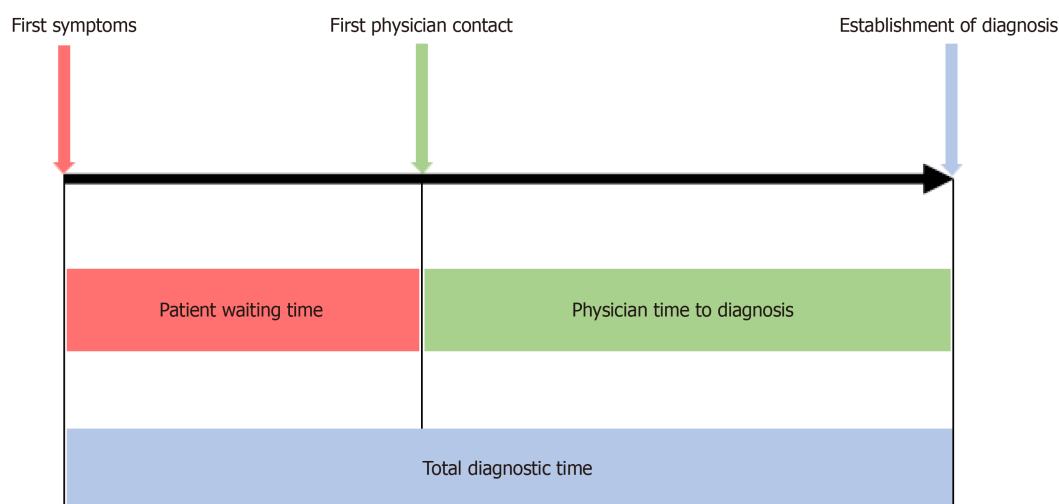 First symptoms
First physician contact
Establishment of diagnosis
Patient waiting time
Physician time to diagnosis
Total diagnostic time